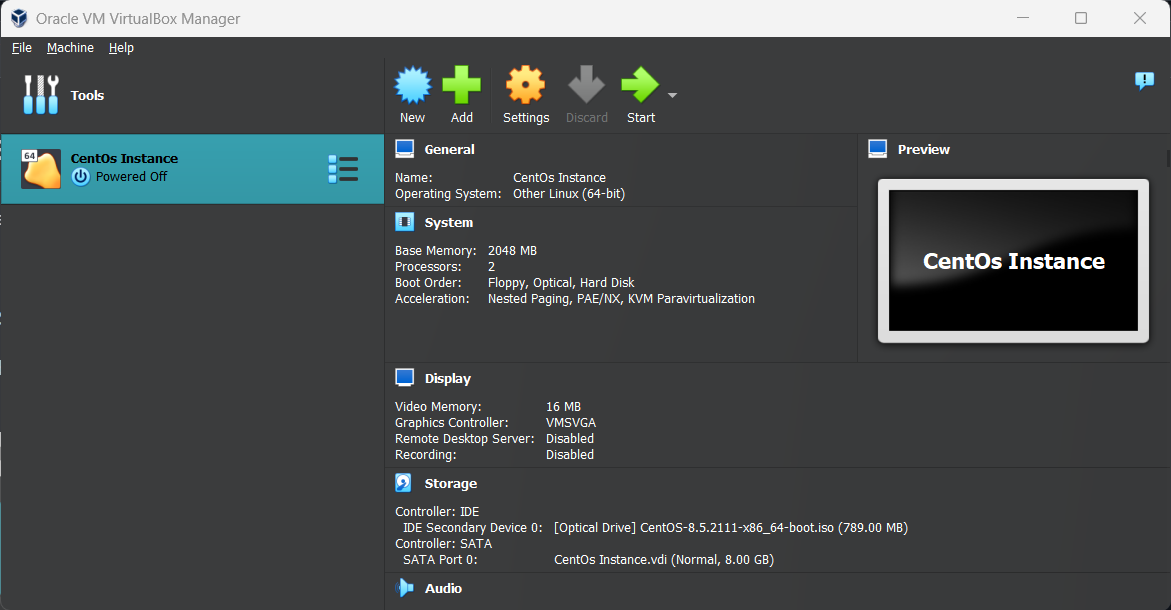 Oracle VM VirtualBox Manager
File Machine Help
Tools
New Add Settings Discard Start
64
CentOs Instance
Powered Off
General
Name: CentOs Instance
Operating System: Other Linux (64-bit)
System
Base Memory: 2048 MB
Processors: 2
Boot Order: Floppy, Optical, Hard Disk
Acceleration: Nested Paging, PAE/NX, KVM Paravirtualization
Preview
CentOs Instance
Display
Video Memory: 16 MB
Graphics Controller: VMSVGA
Remote Desktop Server: Disabled
Recording: Disabled
Storage
Controller: IDE
IDE Secondary Device 0: [Optical Drive] CentOS-8.5.2111-x86_64-boot.iso (789.00 MB)
Controller: SATA
SATA Port 0: CentOs Instance.vdi (Normal, 8.00 GB)
Audio